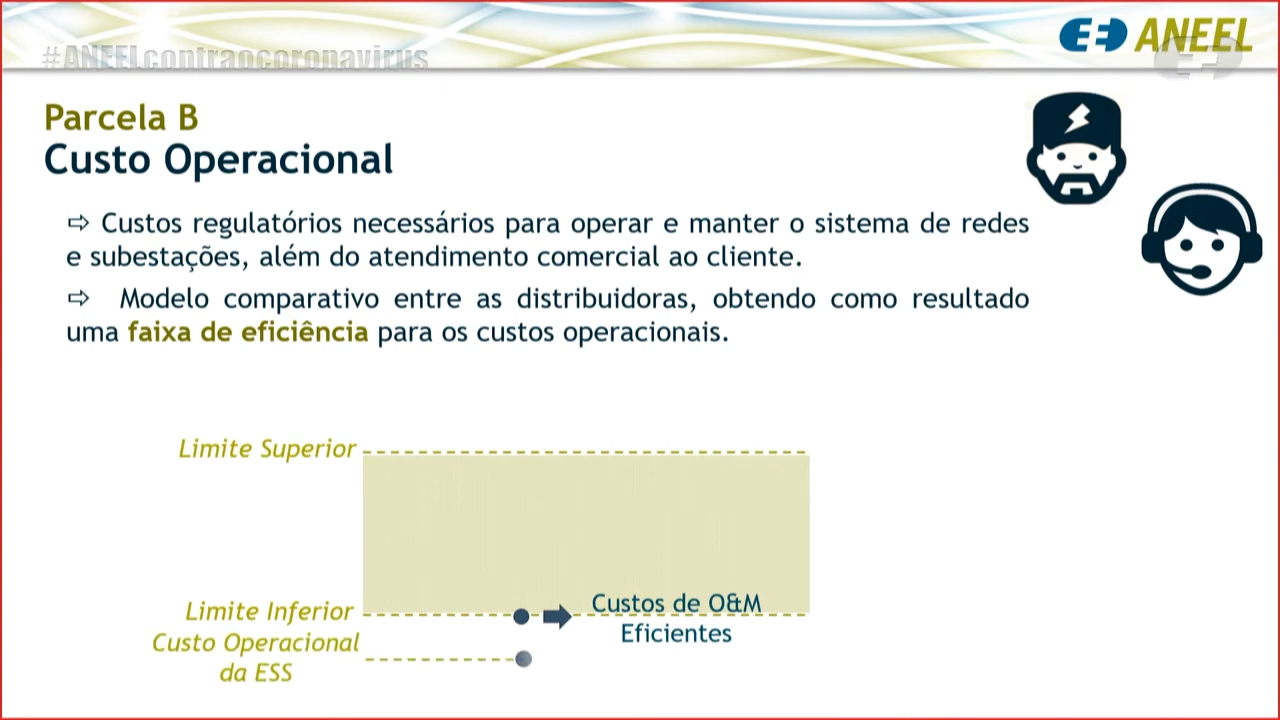 #ANEELcontraocoronavirus
ANEEL
Parcela B
Custo Operacional
⇨ Custos regulatórios necessários para operar e manter o sistema de redes
e subestações, além do atendimento comercial ao cliente.
⇨ Modelo comparativo entre as distribuidoras, obtendo como resultado
uma faixa de eficiência para os custos operacionais.
Limite Superior
Limite Inferior
Custos de O&M
Eficientes
Custo Operacional
da ESS